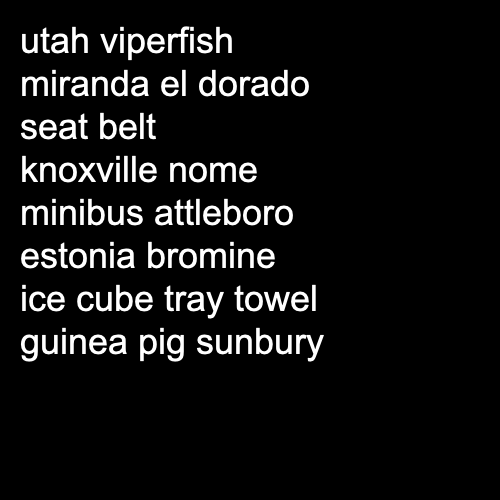 utah viperfish
miranda el dorado
seat belt
knoxville nome
minibus attleboro
estonia bromine
ice cube tray towel
guinea pig sunbury